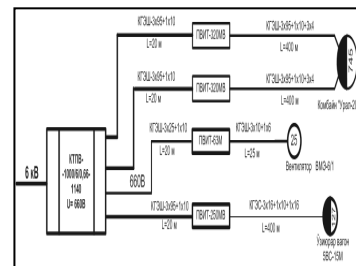 КГЭШ-3х95+1х10
L=20 м
ПВИТ-320МВ
КГЭШ-3х95+1х10+3х4
L=400 м
745
КГЭШ-3х95+1х10
L=20 м
ПВИТ-320МВ
КГЭШ-3х95+1х10+3х4
L=400 м
Комбайн "Урал-20
КГЭШ-3х25+1х10
L=20 м
ПВИТ-63М
КГЭШ-3х10+1х6
L=25 м
25
Вентилятор ВМЭ-6/1
6 кВ
КТПВ-
-1000/6/0,66-
1140
U= 660В
660В
КГЭШ-3х95+1х10
L=20 м
ПВИТ-250МВ
КГЭС-3х16+1х10+1х16
L=400 м
127
вагон
5ВС-15М